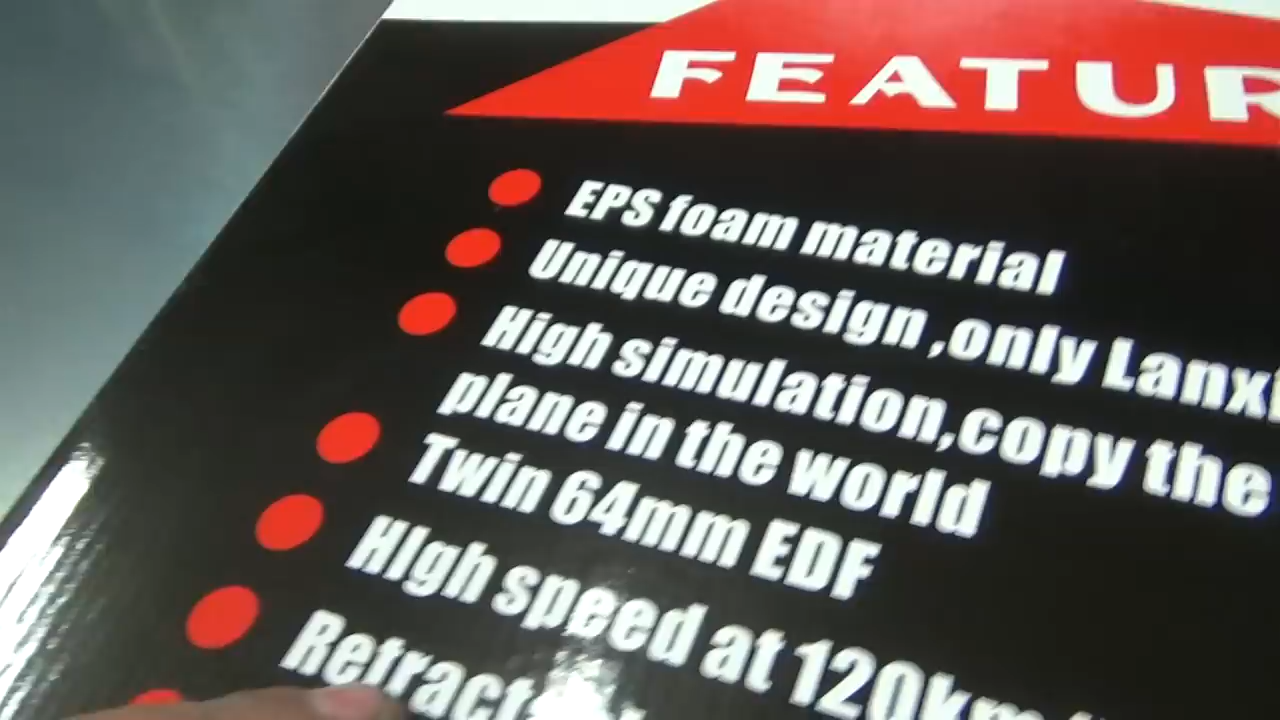 FEATUR
EPS foam material
Unique design ,only Lanxi
High simulation,copy the
plane in the world
Twin 64mm EDF
HIgh speed at 120km